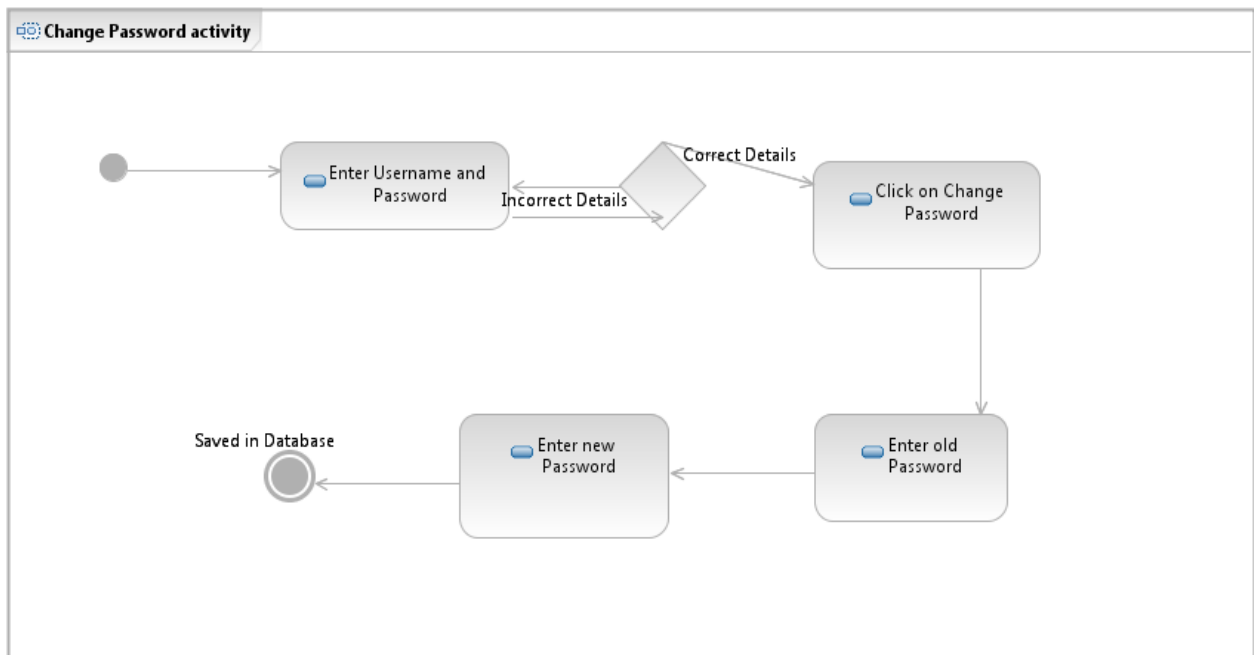 Change Password activity
Enter Username and
Password
Correct Details
Incorrect Details
Click on Change
Password
Saved in Database
Enter new
Password
Enter old
Password